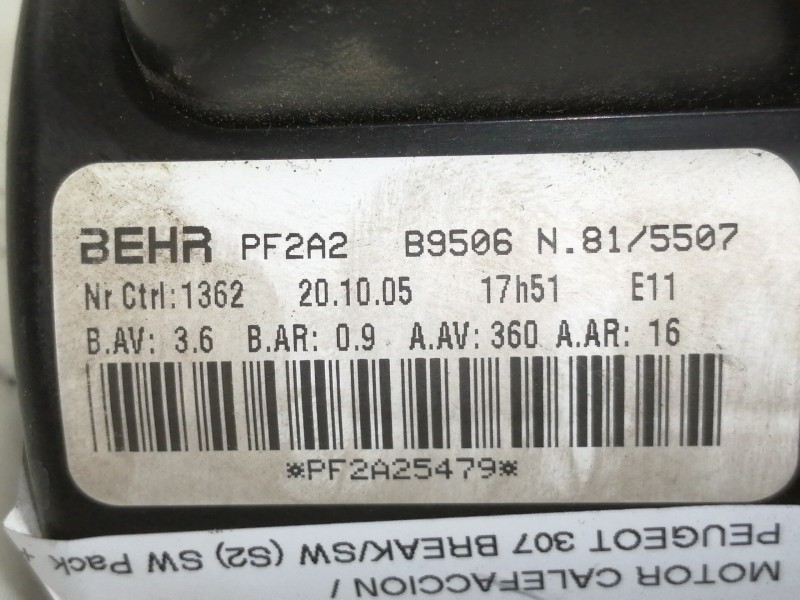 BEHR PF2A2 B9506 N.81/5507
Nr Ctrl:1362 20.10.05 17h51 E11
B.AV: 3.6 B.AR: 0.9 A.AV: 360 A.AR: 16
*PF2A25479*
MOTOR CALEFACCION /
PEUGEOT 307 BREAK/SW (S2) SW Pack +